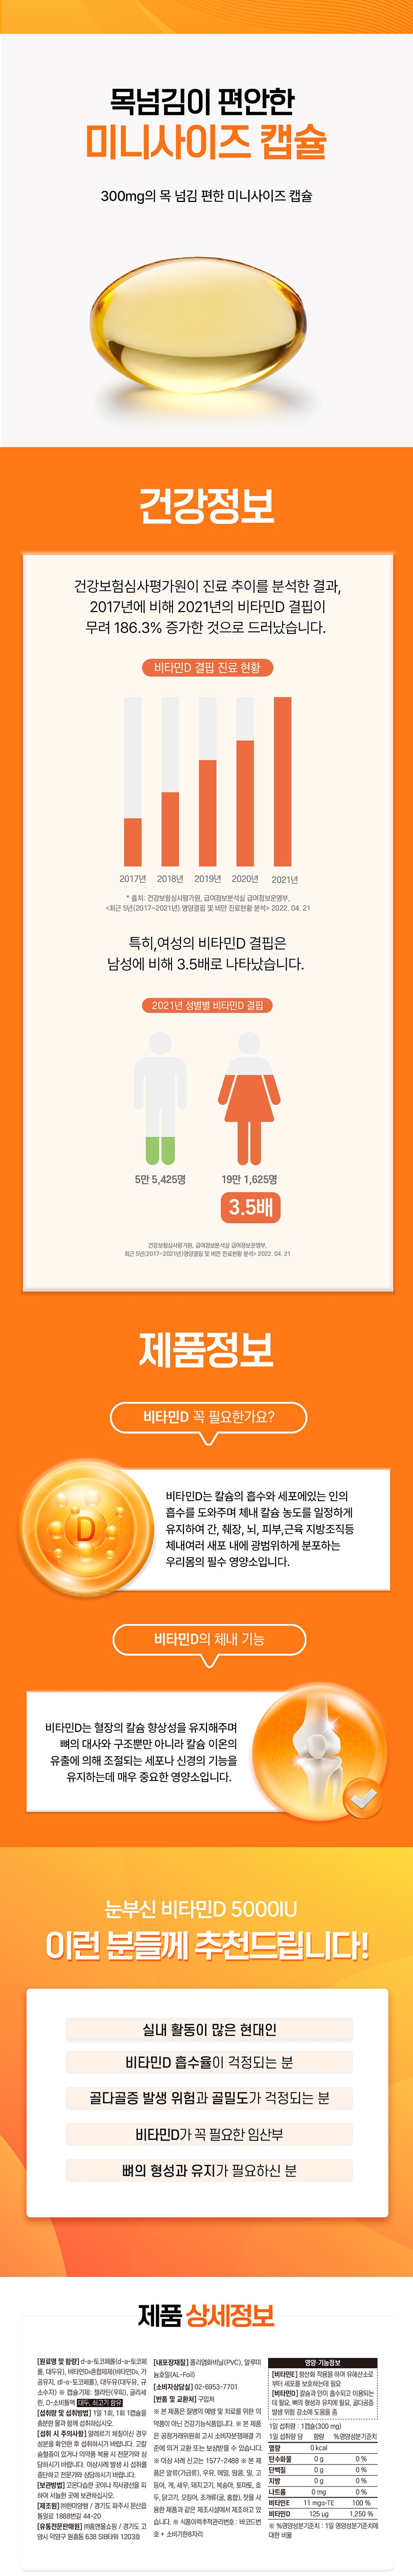 목넘김이 편안한
미니사이즈 캡슐
300mg의 목 넘김 편한 미니사이즈 캡슐
건강정보
건강보험심사평가원이 진료 추이를 분석한 결과,
2017년에 비해 2021년의 비타민D 결핍이
무려 186.3% 증가한 것으로 드러났습니다.
비타민D 결핍 진료 현황
2017년 2018년 2019년 2020년 2021년
* 출처: 건강보험심사평가원, 급여정보분석실 급여정보운영부,
<최근 5년(2017~2021년) 영양결핍 및 비만 진료현황 분석> 2022. 04. 21
특히,여성의 비타민D 결핍은
남성에 비해 3.5배로 나타났습니다.
2021년 성별별 비타민D 결핍
5만 5,425명 19만 1,625명
3.5배
건강보험심사평가원, 급여정보분석실 급여정보운영부,
최근 5년(2017~2021년)영양결핍 및 비만 진료현황 분석> 2022. 04. 21
제품정보
비타민D 꼭 필요한가요?
D
비타민D는 칼슘의 흡수와 세포에있는 인의
흡수를 도와주며 체내 칼슘 농도를 일정하게
유지하여 간, 췌장, 뇌, 피부,근육 지방조직등
체내여러 새포 내에 광범위하게 분포하는
우리몸의 필수 영양소입니다.
비타민D의 체내 기능
비타민D는 혈장의 칼슘 향상성을 유지해주며
뼈의 대사와 구조뿐만 아니라 칼슘 이온의
유출에 의해 조절되는 세포나 신경의 기능을
유지하는데 매우 중요한 영양소입니다.
눈부신 비타민D 5000IU
이런 분들께 추천드립니다!
실내 활동이 많은 현대인
비타민D 흡수율이 걱정되는 분
골다골증 발생 위험과 골밀도가 걱정되는 분
비타민D가 꼭 필요한 임산부
뼈의 형성과 유지가 필요하신 분
제품 상세정보
[원료명 및 함량] d-α-토코페롤(d-α-토코페
롤, 대두유), 비타민D₃혼합제제(비타민D₃, 가
공유지, dl-α-토코페롤), 대두유(대두유, 규
소수지) ※ 캡슐기제: 젤라틴(우피), 글리세
린, D-소비톨액 대두, 쇠고기 함유
[섭취량 및 섭취방법] 1일 1회, 1회 1캡슐을
충분한 물과 함께 섭취하십시오.
[섭취 시 주의사항] 알레르기 체질이신 경우
성분을 확인한 후 섭취하시기 바랍니다. 고칼
슘혈증이 있거나 의약품 복용 시 전문가와 상
담하시기 바랍니다. 이상사례 발생 시 섭취를
중단하고 전문가와 상담하시기 바랍니다.
[보관방법] 고온다습한 곳이나 직사광선을 피
하여 서늘한 곳에 보관하십시오.
[제조원] ㈜한미양행 / 경기도 파주시 문산읍
통일로 1888번길 44-20
[유통전문판매원] ㈜홈앤몰쇼핑 / 경기도 고
양시 덕양구 원흥동 638 SIB타워 1203호
[내포장재질] 폴리염화비닐(PVC), 알루미
늄호일(AL-Foil)
[소비자상담실] 02-6953-7701
[반품 및 교환처] 구입처
※ 본 제품은 질병의 예방 및 치료를 위한 의
약품이 아닌 건강기능식품입니다. ※ 본 제품
은 공정거래위원회 고시 소비자분쟁해결 기
준에 의거 교환 또는 보상받을 수 있습니다.
※ 이상 사례 신고는 1577-2488 ※ 본 제
품은 알류(가금류), 우유, 메밀, 땅콩, 밀, 고
등어, 게, 새우, 돼지고기, 복숭아, 토마토, 호
두, 닭고기, 오징어, 조개류(굴, 홍합), 잣을 사
용한 제품과 같은 제조시설에서 제조하고 있
습니다. ※ 식품이력추적관리번호 : 바코드번
호 + 소비기한8자리
영양·기능정보
[비타민E] 항산화 작용을 하여 유해산소로
부터 세포를 보호하는데 필요
[비타민D] 칼슘과 인이 흡수되고 이용되는
데 필요, 뼈의 형성과 유지에 필요, 골다공증
발생 위험 감소에 도움을 줌
1일 섭취량 : 1캡슐(300 mg)
1일 섭취량 당 함량 %영양성분기준치
열량 0 kcal
탄수화물 0 g 0 %
단백질 0 g 0 %
지방 0 g 0 %
나트륨 0 mg 0 %
비타민E 11 mgα-TE 100 %
비타민D 125 μg 1,250 %
※ %영양성분기준치 : 1일 영양성분기준치에
대한 비율